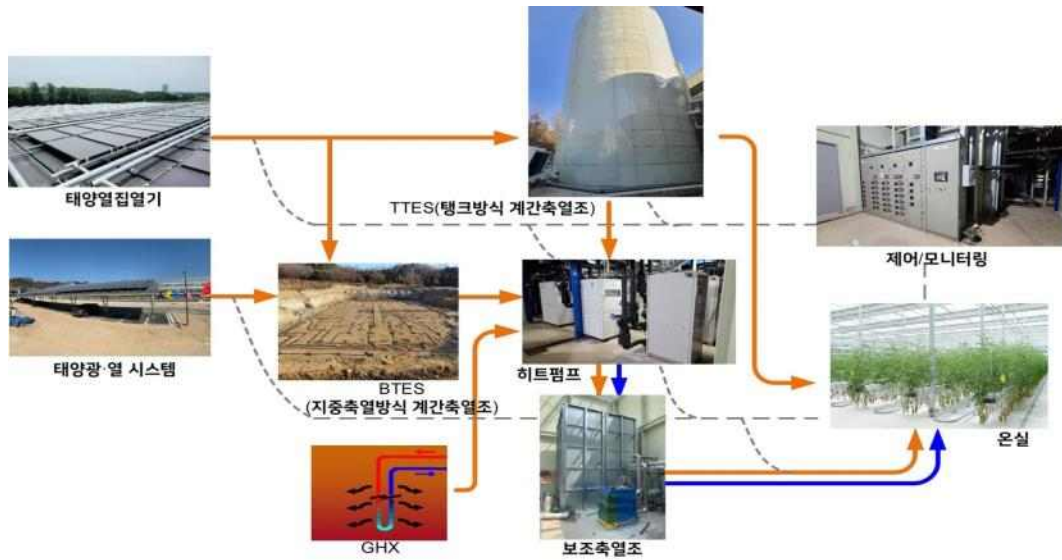 태양열집열기
TTES(탱크방식 계간축열조)
제어/모니터링
태양광·열 시스템
BTES
(지중축열방식 계간축열조)
히트펌프
온실
GHX
보조축열조